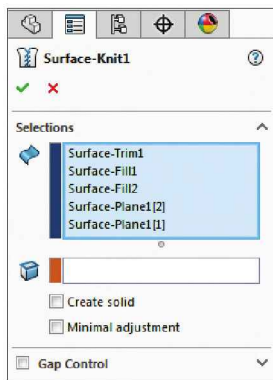 Surface-Knit1
Selections
Surface-Trim1
Surface-Fill1
Surface-Fill2
Surface-Plane1[2]
Surface-Plane1[1]
Create solid
Minimal adjustment
Gap Control